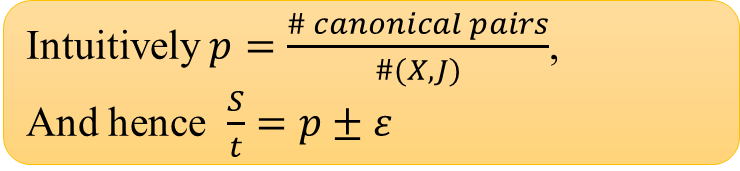 Intuitively p = # canonical pairs / #(X,J),
And hence s/t = p ± ε